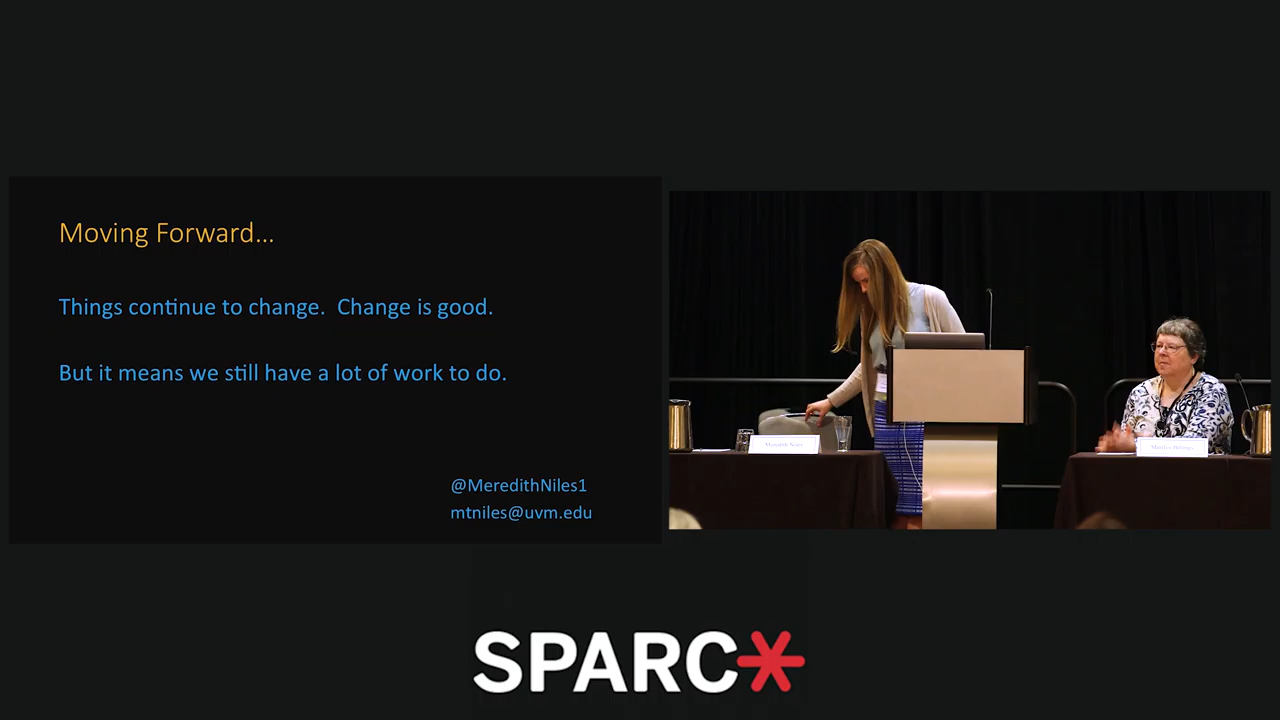 Moving Forward...
Things continue to change.  Change is good.
But it means we still have a lot of work to do.
@MeredithNiles1
mtniles@uvm.edu
SPARC